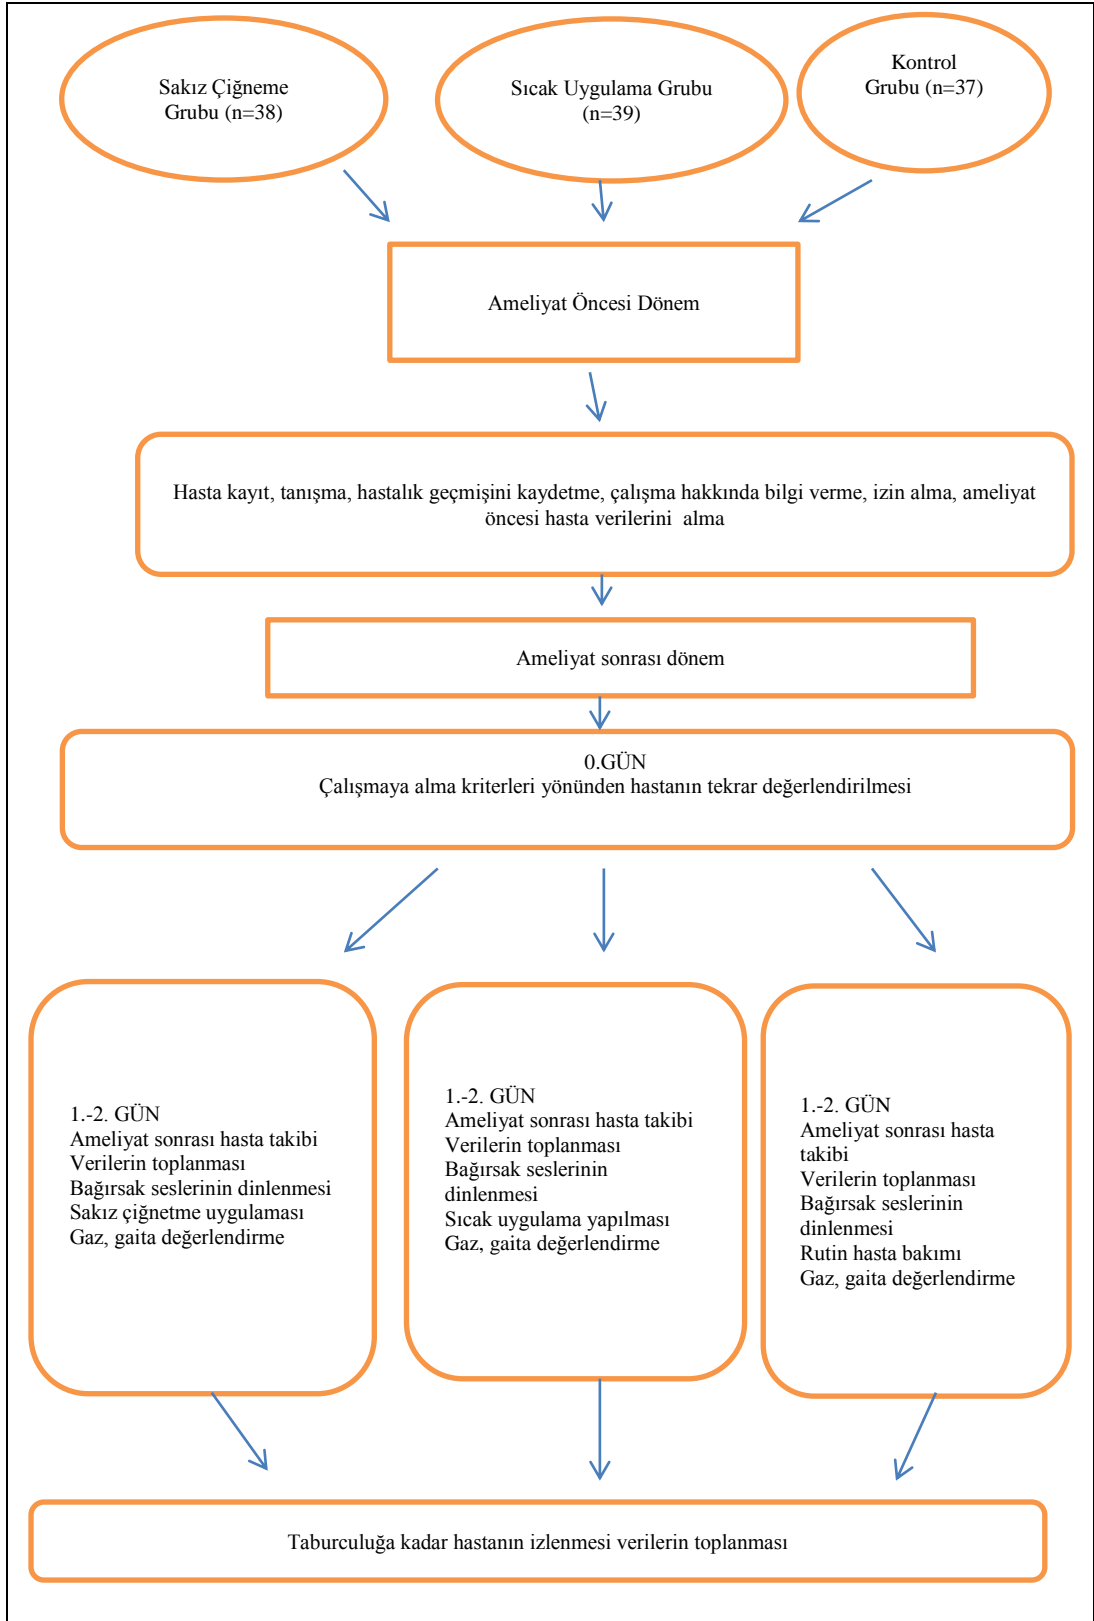 Sakız Çiğneme
Grubu (n=38)
Sıcak Uygulama Grubu
(n=39)
Kontrol
Grubu (n=37)
Ameliyat Öncesi Dönem
Hasta kayıt, tanışma, hastalık geçmişini kaydetme, çalışma hakkında bilgi verme, izin alma, ameliyat
öncesi hasta verilerini alma
Ameliyat sonrası dönem
0.GÜN
Çalışmaya alma kriterleri yönünden hastanın tekrar değerlendirilmesi
1.-2. GÜN
Ameliyat sonrası hasta takibi
Verilerin toplanması
Bağırsak seslerinin dinlenmesi
Sakız çiğnetme uygulaması
Gaz, gaita değerlendirme
1.-2. GÜN
Ameliyat sonrası hasta takibi
Verilerin toplanması
Bağırsak seslerinin
dinlenmesi
Sıcak uygulama yapılması
Gaz, gaita değerlendirme
1.-2. GÜN
Ameliyat sonrası hasta
takibi
Verilerin toplanması
Bağırsak seslerinin
dinlenmesi
Rutin hasta bakımı
Gaz, gaita değerlendirme
Taburculuğa kadar hastanın izlenmesi verilerin toplanması